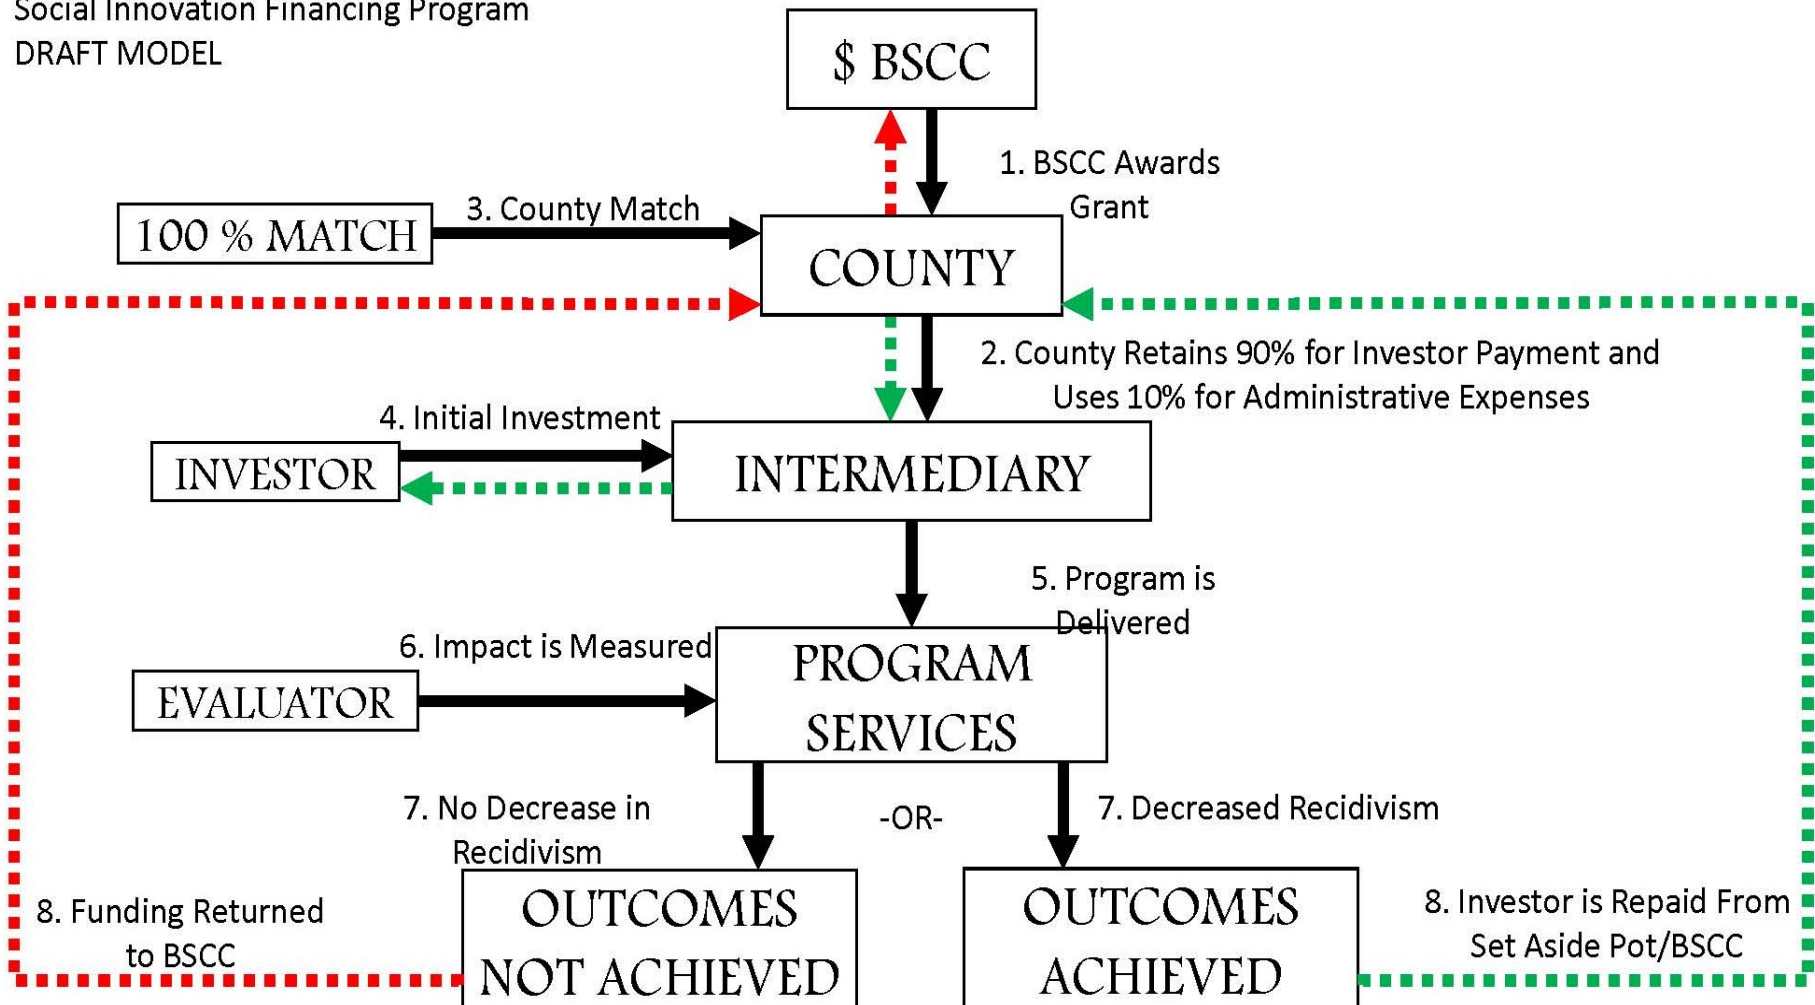 Social Innovation Financing Program
DRAFT MODEL
$ BSCC
1. BSCC Awards
Grant
3. County Match
100 % MATCH
COUNTY
2. County Retains 90% for Investor Payment and
Uses 10% for Administrative Expenses
4. Initial Investment
INVESTOR
INTERMEDIARY
5. Program is
Delivered
6. Impact is Measured
PROGRAM
SERVICES
EVALUATOR
7. No Decrease in
Recidivism
-OR-
7. Decreased Recidivism
8. Funding Returned
to BSCC
OUTCOMES
NOT ACHIEVED
OUTCOMES
ACHIEVED
8. Investor is Repaid From
Set Aside Pot/BSCC